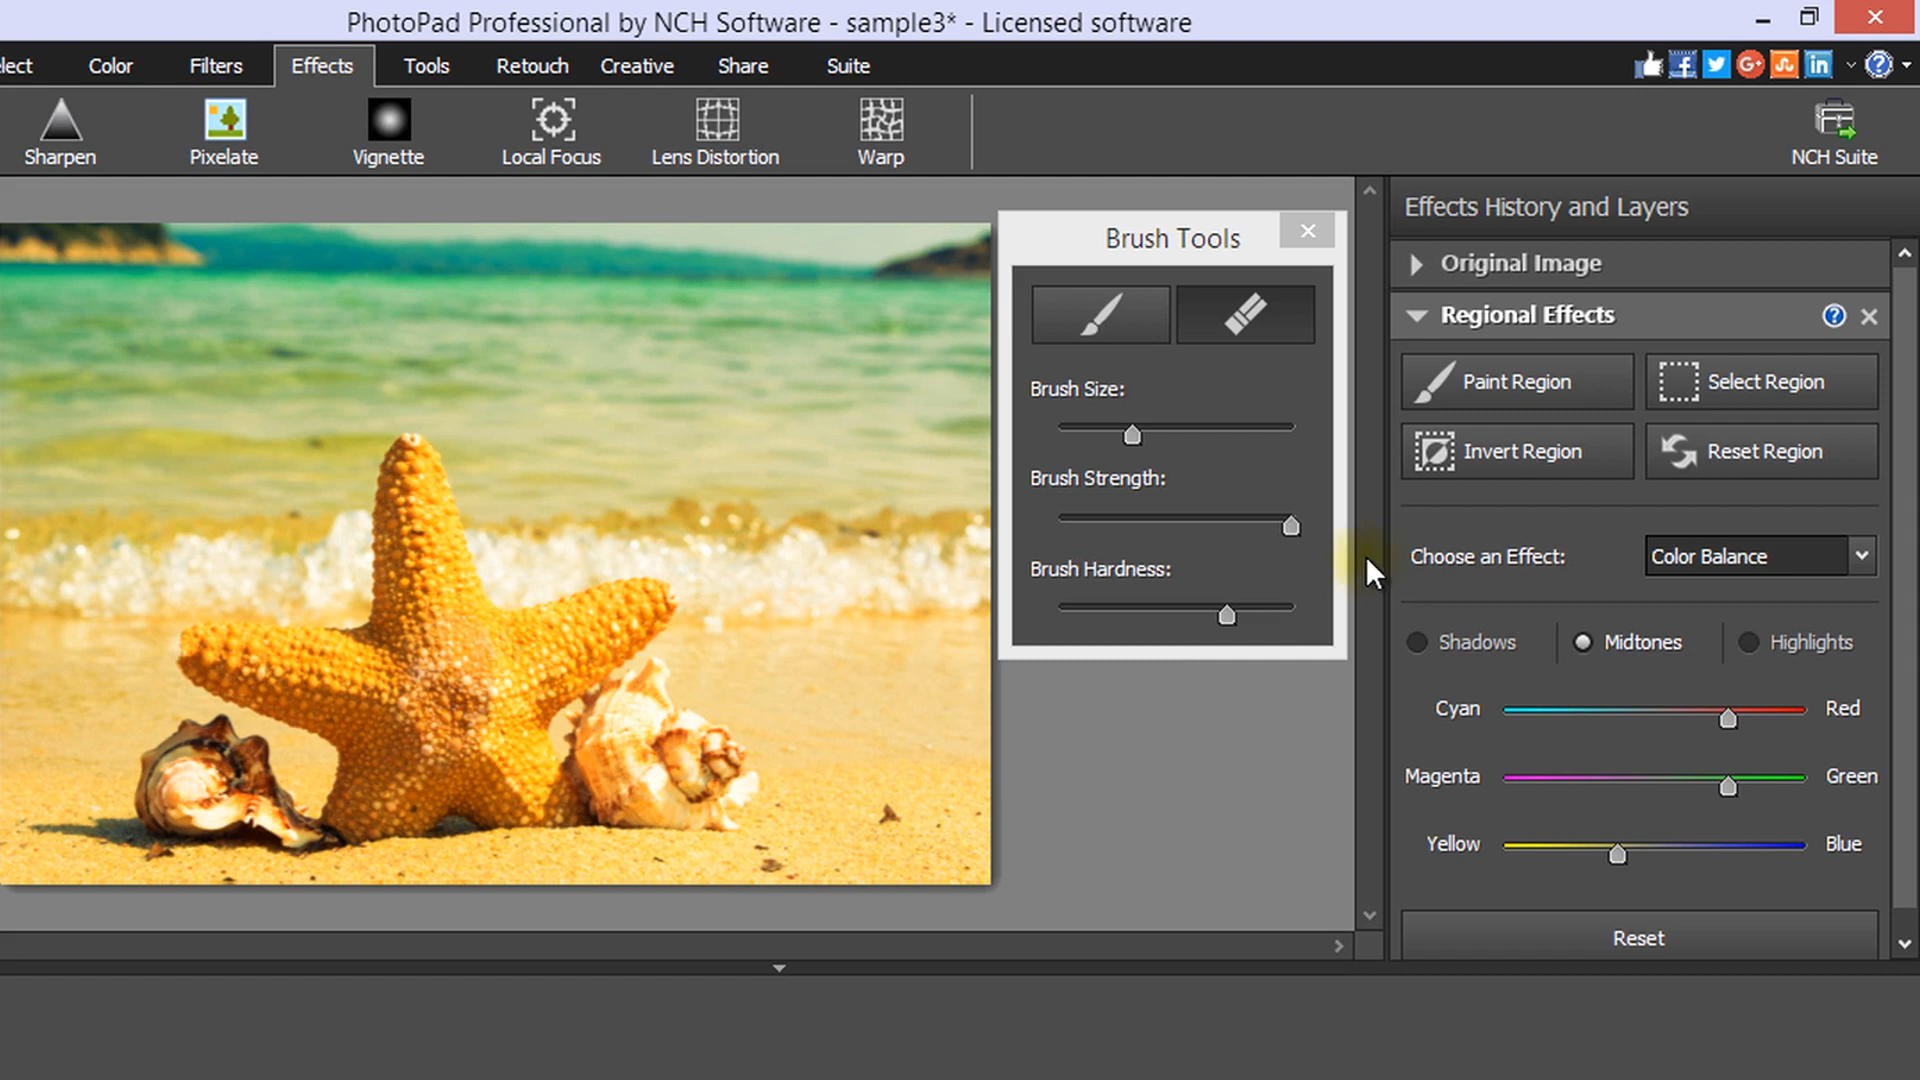 PhotoPad Professional by NCH Software - sample3* - Licensed software
lect Color Filters Effects Tools Retouch Creative Share Suite
Sharpen Pixelate Vignette Local Focus Lens Distortion Warp NCH Suite
Effects History and Layers
Brush Tools
Original Image
Regional Effects
Brush Size:
Paint Region Select Region
Invert Region Reset Region
Brush Strength:
Choose an Effect: Color Balance
Brush Hardness:
Shadows Midtones Highlights
Cyan Red
Magenta Green
Yellow Blue
Reset